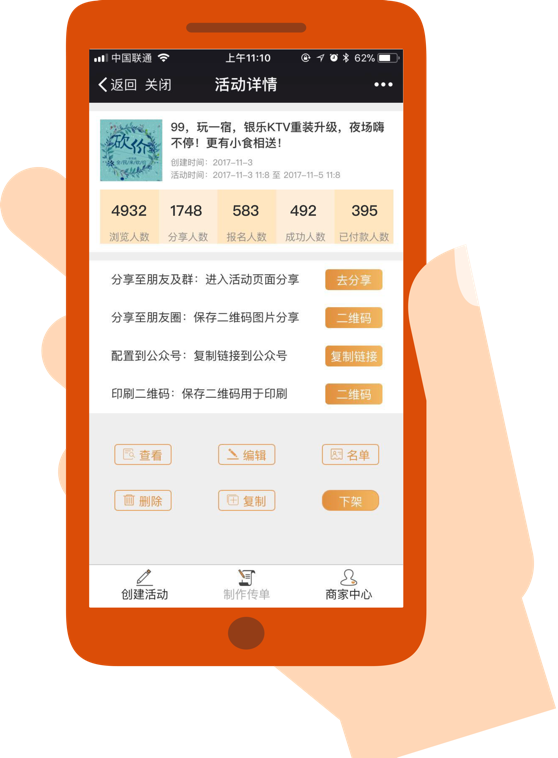 中国联通 上午11:10 62%
返回 关闭 活动详情
砍价
99，玩一宿，银乐KTV重装升级，夜场嗨
不停！更有小食相送！
创建时间：2017-11-3
活动时间：2017-11-3 11:8 至 2017-11-5 11:8
4932 1748 583 492 395
浏览人数 分享人数 报名人数 成功人数 已付款人数
分享至朋友及群：进入活动页面分享 去分享
分享至朋友圈：保存二维码图片分享 二维码
配置到公众号：复制链接到公众号 复制链接
印刷二维码：保存二维码用于印刷 二维码
查看 编辑 名单
删除 复制 下架
创建活动 制作传单 商家中心